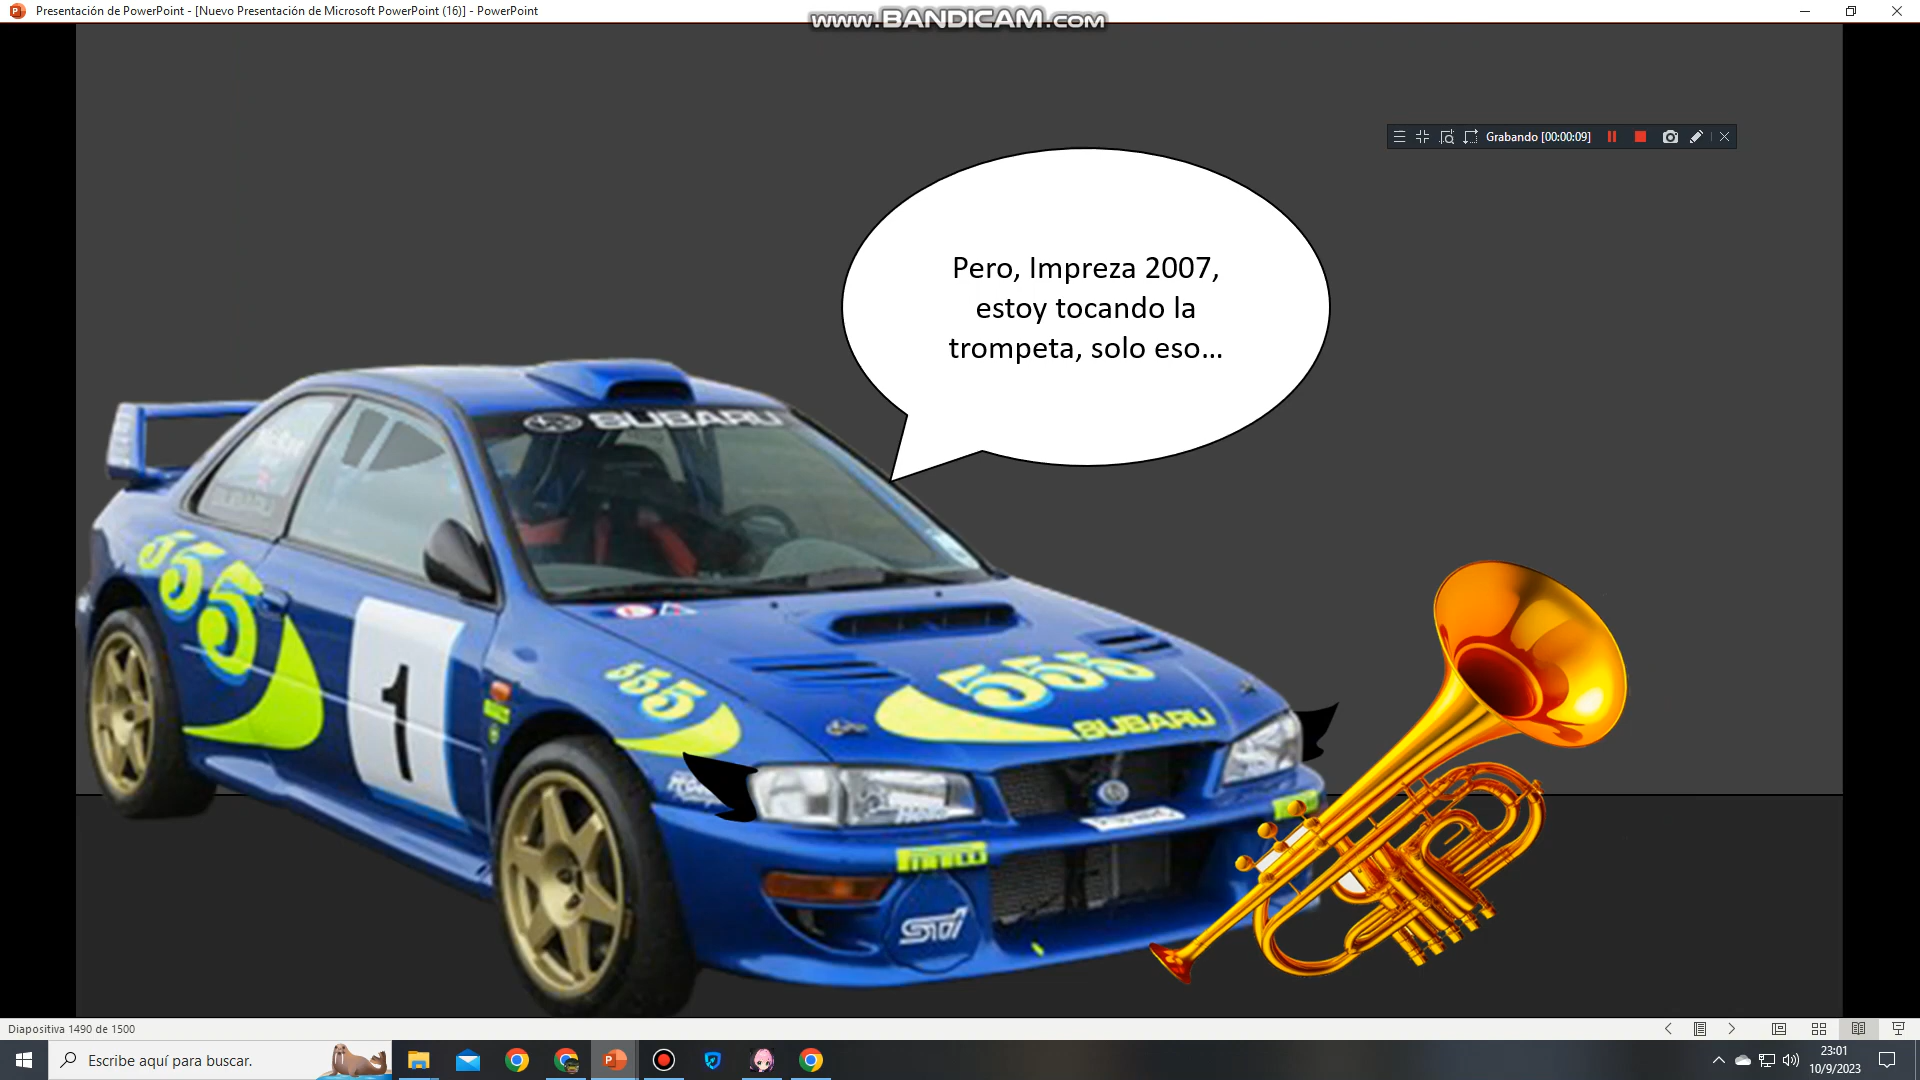 Presentación de PowerPoint - [Nuevo Presentación de Microsoft PowerPoint (16)] - PowerPoint
www.BANDICAM.com
Grabando [00:00:09]
Pero, Impreza 2007,
estoy tocando la
trompeta, solo eso...
SUBARU
555
1
555
555
SUBARU
PIRELLI
STi
Diapositiva 1490 de 1500
Escribe aquí para buscar.
23:01
10/9/2023